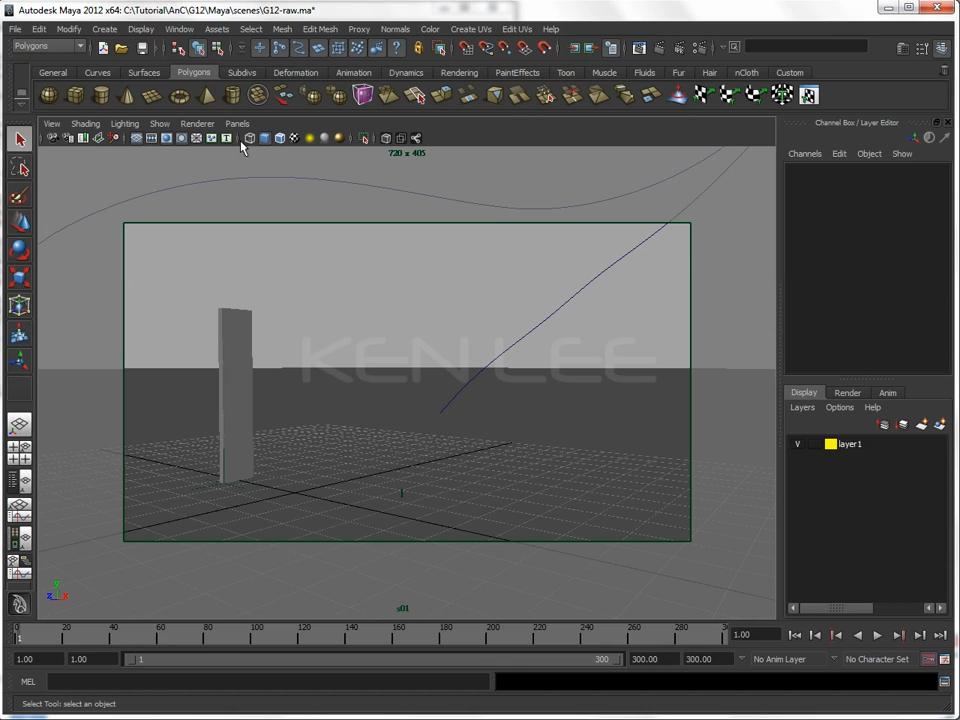 Autodesk Maya 2012 x64: C:\Tutorial\AnC\G12\Maya\scenes\G12-raw.ma*
File Edit Modify Create Display Window Assets Select Mesh Edit Mesh Proxy Normals Color Create UVs Edit UVs Help
Polygons
General Curves Surfaces Polygons Subdivs Deformation Animation Dynamics Rendering PaintEffects Toon Muscle Fluids Fur Hair nCloth Custom
View Shading Lighting Show Renderer Panels
Channel Box / Layer Editor
Channels Edit Object Show
720 x 405
KEN LEE
Display Render Anim
Layers Options Help
V layer1
s01
0 20 40 60 80 100 120 140 160 180 200 220 240 260 280
1
1.00
1.00 1.00 1 300 300.00 300.00 No Anim Layer No Character Set
MEL
Select Tool: select an object